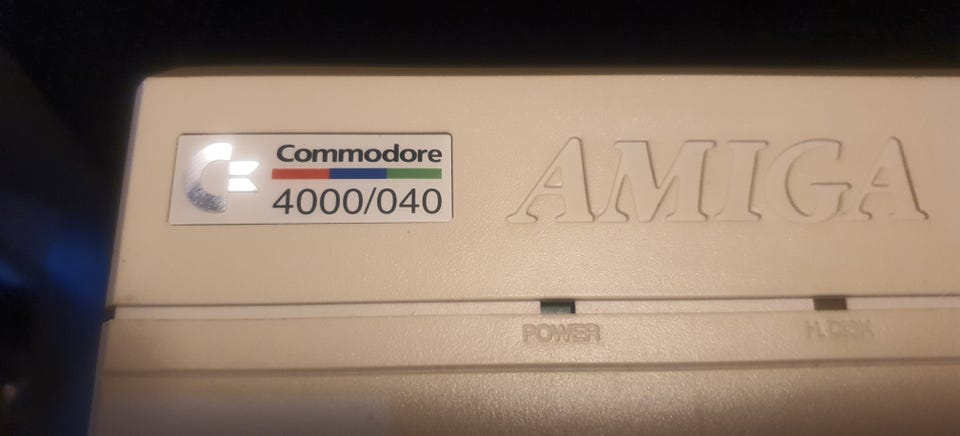 Commodore
4000/040
AMIGA
POWER
H. DISK